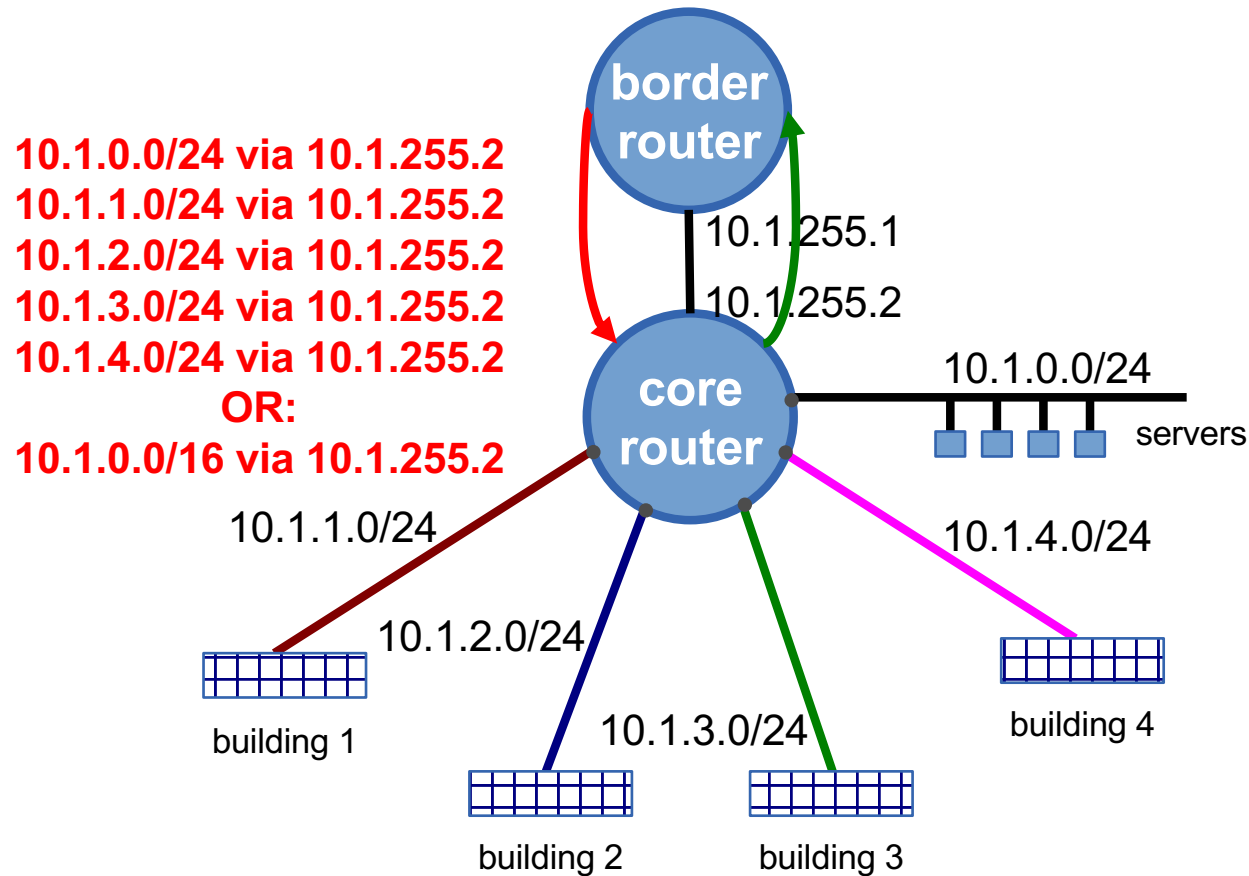 border
router
10.1.0.0/24 via 10.1.255.2
10.1.1.0/24 via 10.1.255.2
10.1.2.0/24 via 10.1.255.2
10.1.3.0/24 via 10.1.255.2
10.1.4.0/24 via 10.1.255.2
OR:
10.1.0.0/16 via 10.1.255.2
10.1.255.1
10.1.255.2
core
router
10.1.0.0/24
servers
10.1.1.0/24
10.1.4.0/24
10.1.2.0/24
10.1.3.0/24
building 1
building 4
building 2
building 3